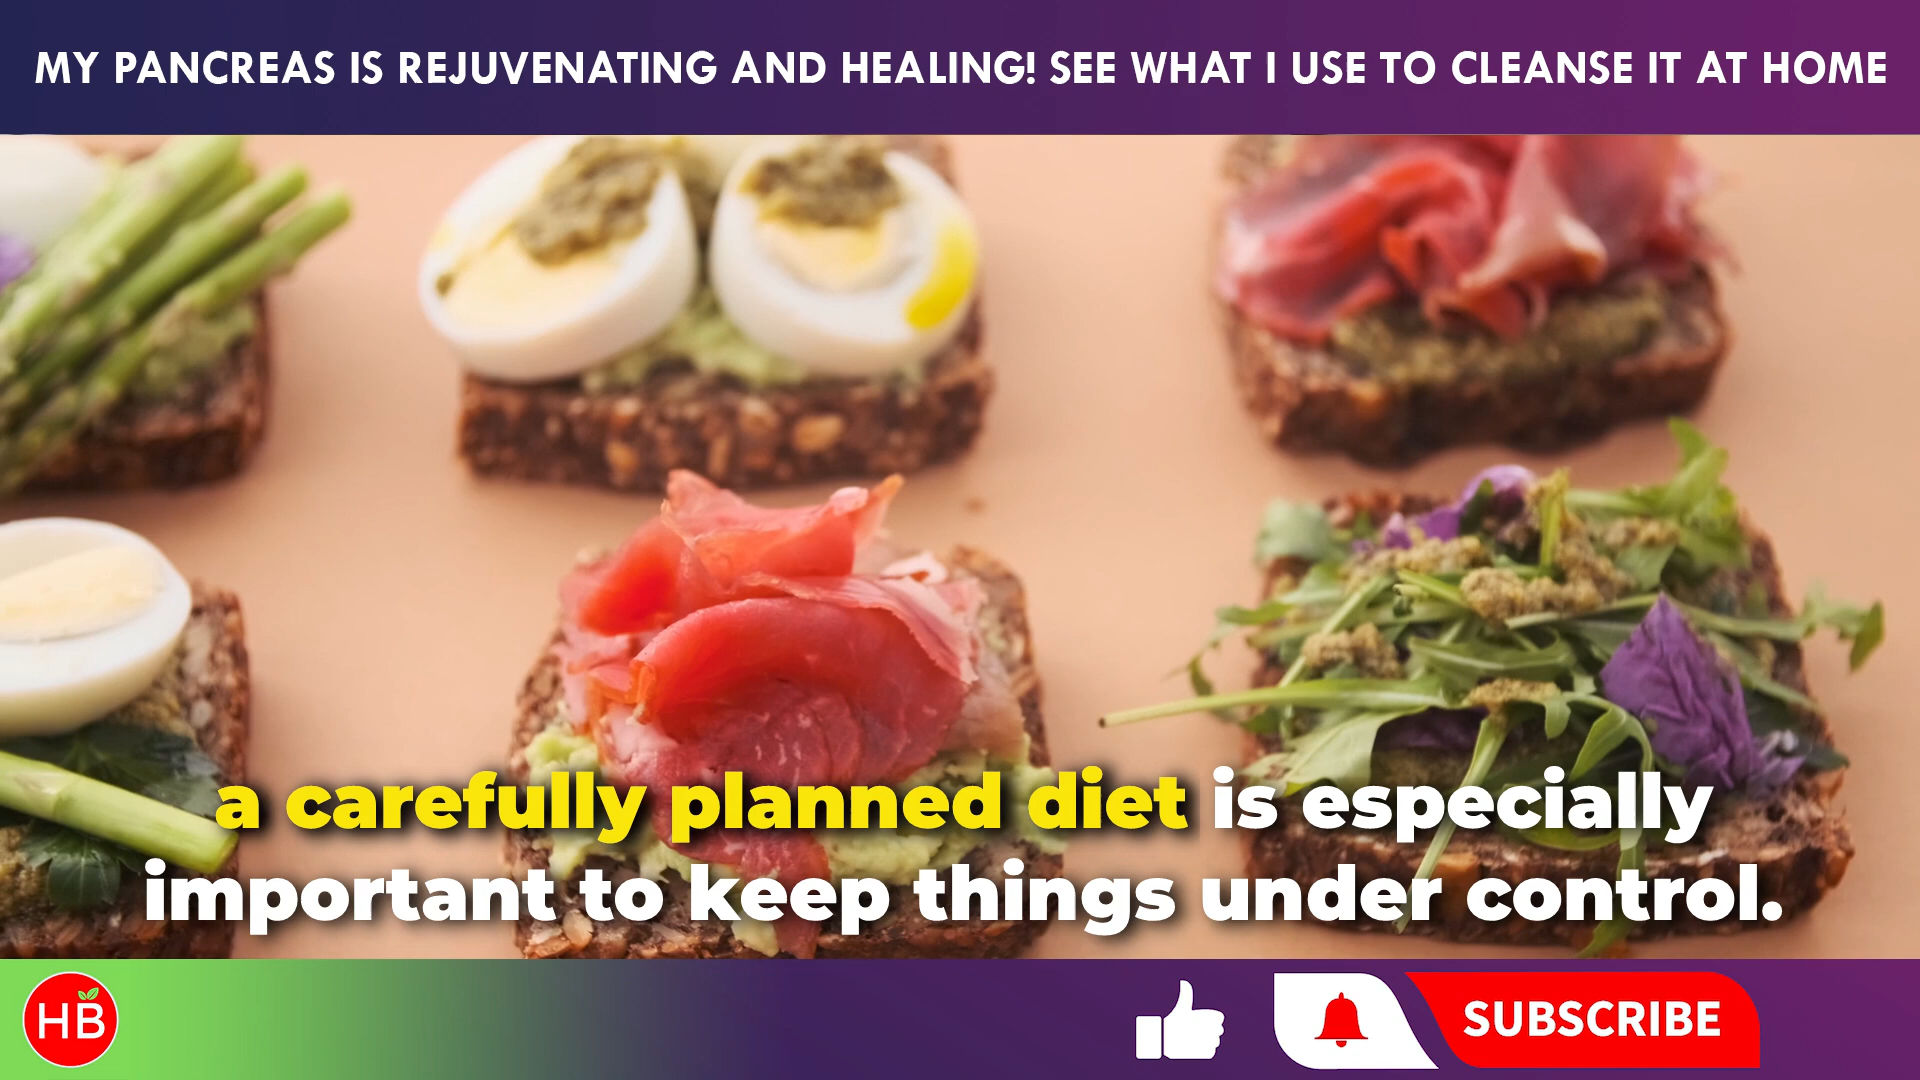 MY PANCREAS IS REJUVENATING AND HEALING! SEE WHAT I USE TO CLEANSE IT AT HOME
a carefully planned diet is especially
important to keep things under control.
HB
SUBSCRIBE